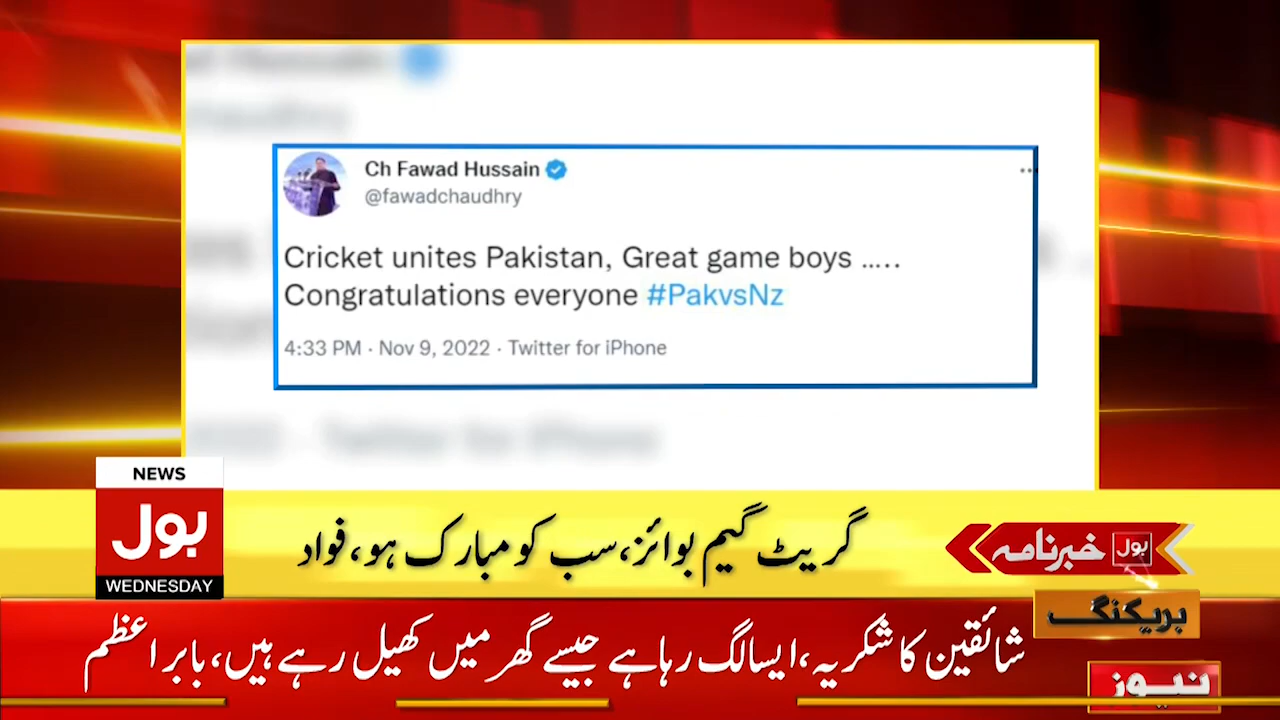 Ch Fawad Hussain
@fawadchaudhry
Cricket unites Pakistan, Great game boys .....
Congratulations everyone #PakvsNz
4:33 PM · Nov 9, 2022 · Twitter for iPhone
NEWS
بول
WEDNESDAY
گریٹ گیم بوائز، سب کو مبارک ہو، فواد
بول خبرنامہ
بریکنگ
شائقین کا شکریہ، ایسا لگ رہا ہے جیسے گھر میں کھیل رہے ہیں، بابر اعظم
نیوز